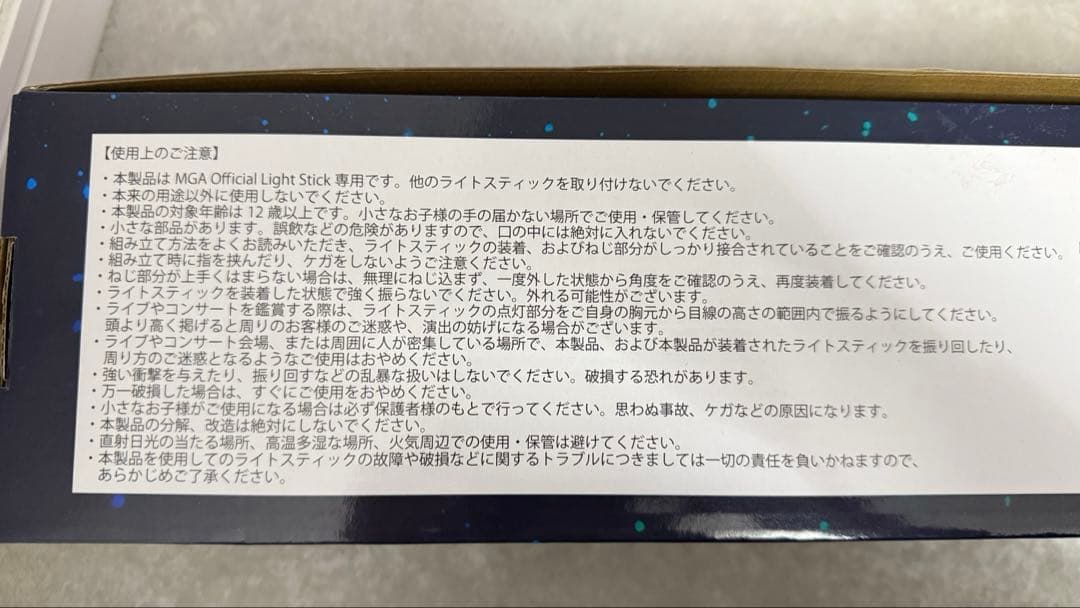 【使用上のご注意】
・本製品は MGA Official Light Stick 専用です。他のライトスティックを取り付けないでください。
・本来の用途以外に使用しないでください。
・本製品の対象年齢は 12 歳以上です。小さなお子様の手の届かない場所でご使用・保管してください。
・小さな部品があります。誤飲などの危険がありますので、口の中には絶対に入れないでください。
・組み立て方法をよくお読みいただき、ライトスティックの装着、およびねじ部分がしっかり接合されていることをご確認のうえ、ご使用ください。
・組み立て時に指を挟んだり、ケガをしないようご注意ください。
・ねじ部分が上手くはまらない場合は、無理にねじ込まず、一度外した状態から角度をご確認のうえ、再度装着してください。
・ライトスティックを装着した状態で強く振らないでください。外れる可能性がございます。
・ライブやコンサートを鑑賞する際は、ライトスティックの点灯部分をご自身の胸元から目線の高さの範囲内で振るようにしてください。
頭より高く掲げると周りのお客様のご迷惑や、演出の妨げになる場合がございます。
・ライブやコンサート会場、または周囲に人が密集している場所で、本製品、および本製品が装着されたライトスティックを振り回したり、
周り方のご迷惑となるようなご使用はおやめください。
・強い衝撃を与えたり、振り回すなどの乱暴な扱いはしないでください。破損する恐れがあります。
・万一破損した場合は、すぐにご使用をおやめください。
・小さなお子様がご使用になる場合は必ず保護者様のもとで行ってください。思わぬ事故、ケガなどの原因になります。
・本製品の分解、改造は絶対にしないでください。
・直射日光の当たる場所、高温多湿な場所、火気周辺での使用・保管は避けてください。
・本製品を使用してのライトスティックの故障や破損などに関するトラブルにつきましては一切の責任を負いかねますので、
あらかじめご了承ください。